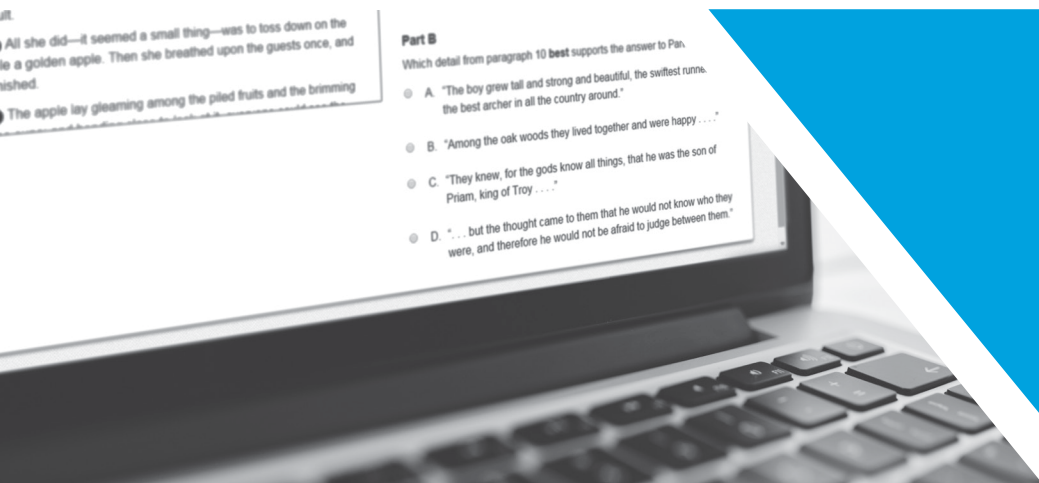 ult.
All she did—it seemed a small thing—was to toss down on the
le a golden apple. Then she breathed upon the guests once, and
nished.
The apple lay gleaming among the piled fruits and the brimming
Part B
Which detail from paragraph 10 best supports the answer to Par
A. "The boy grew tall and strong and beautiful, the swiftest runne
the best archer in all the country around."
B. "Among the oak woods they lived together and were happy . . . ."
C. "They knew, for the gods know all things, that he was the son of
Priam, king of Troy . . . ."
D. ". . . but the thought came to them that he would not know who they
were, and therefore he would not be afraid to judge between them."